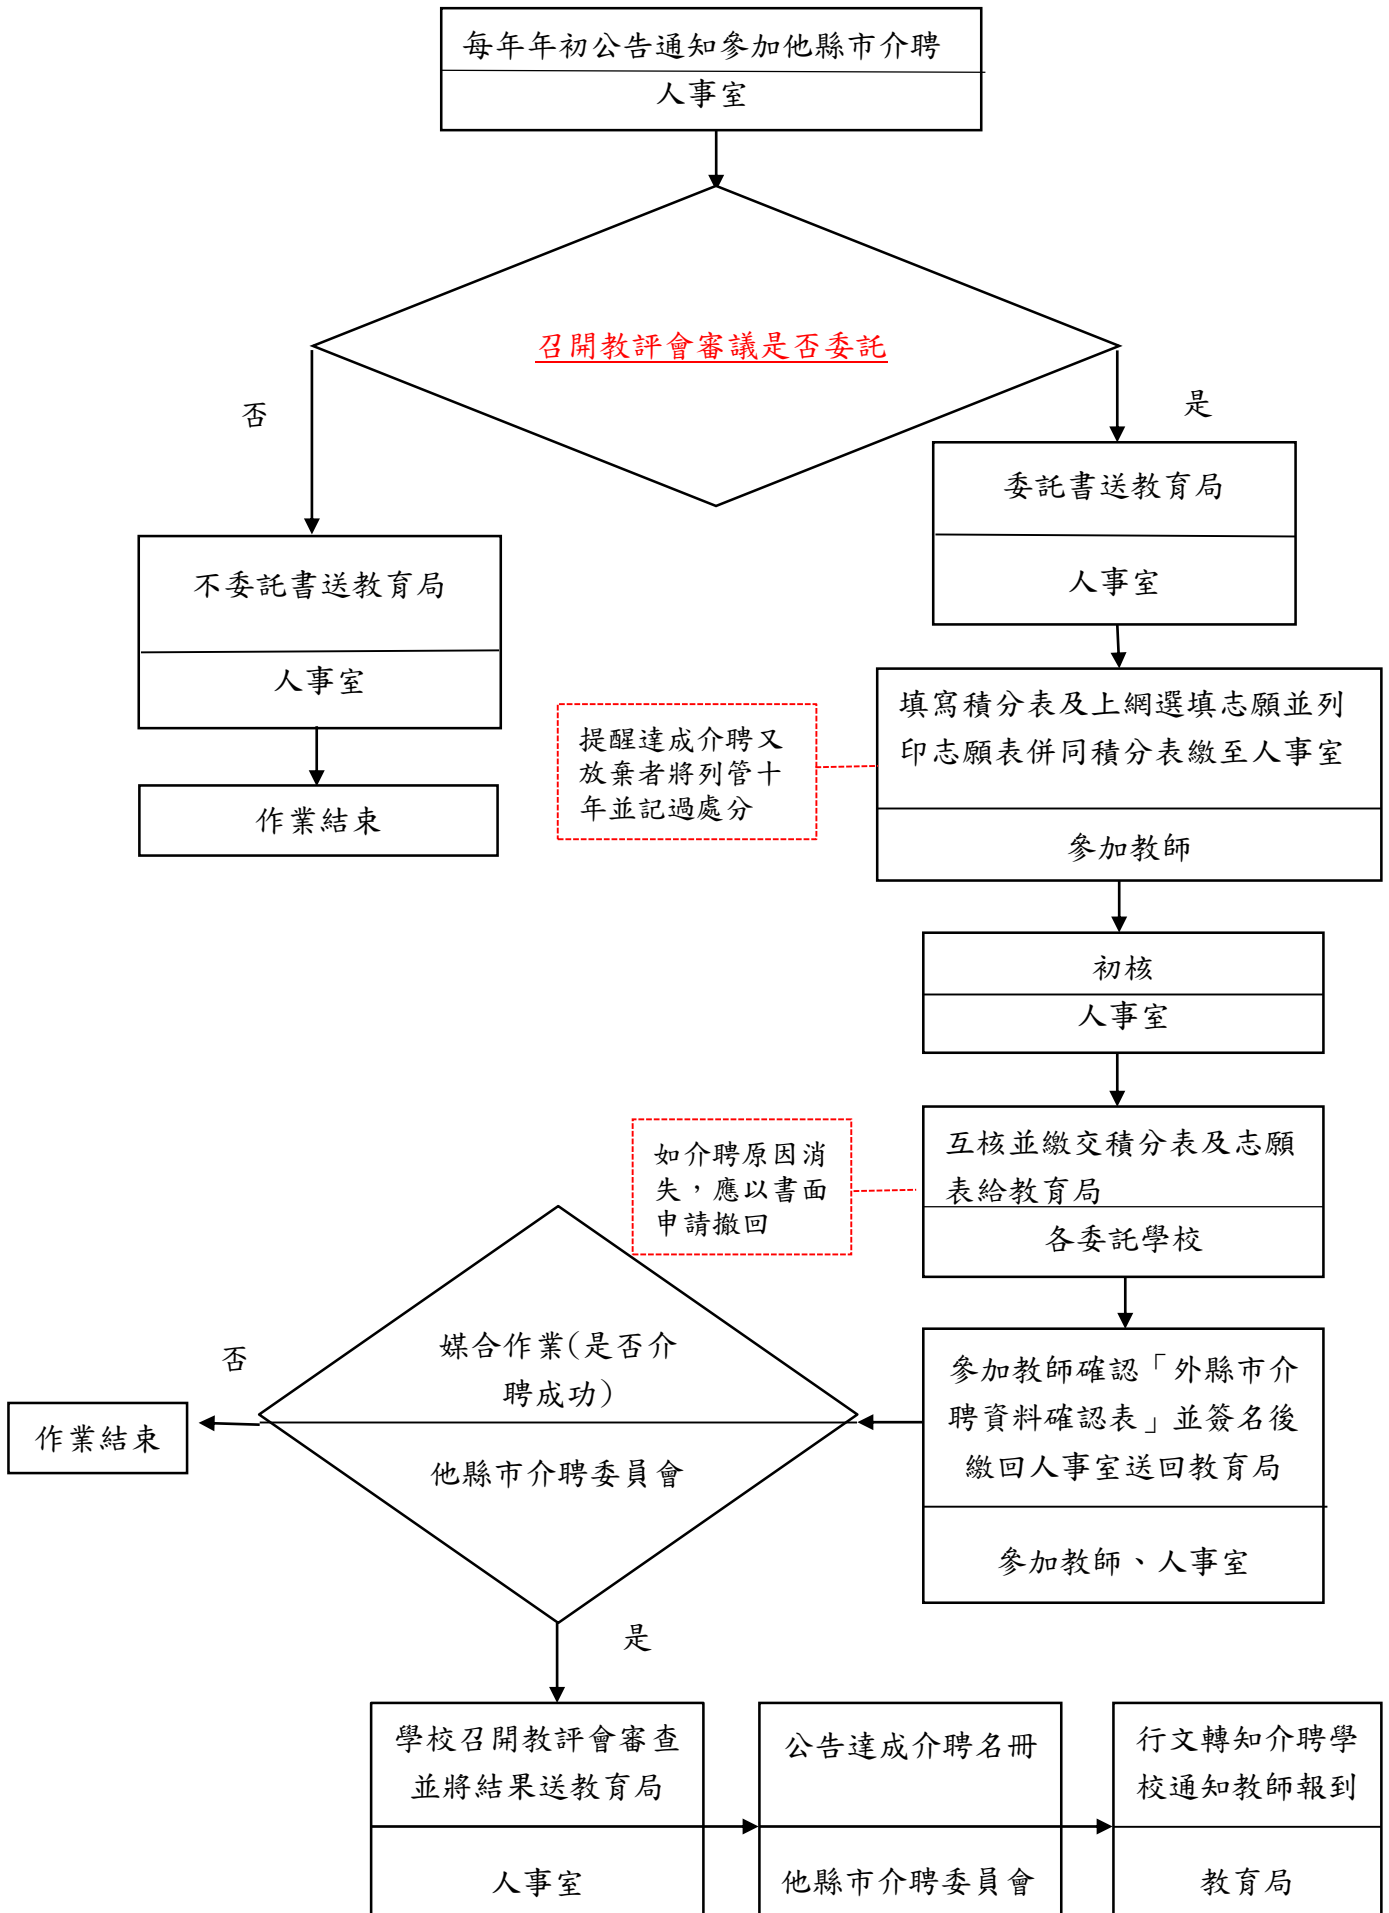 每年年初公告通知參加他縣市介聘
人事室
召開教評會審議是否委託
否
是
委託書送教育局
人事室
不委託書送教育局
人事室
作業結束
提醒達成介聘又
放棄者將列管十
年並記過處分
填寫積分表及上網選填志願並列
印志願表併同積分表繳至人事室
參加教師
初核
人事室
如介聘原因消
失，應以書面
申請撤回
互核並繳交積分表及志願
表給教育局
各委託學校
參加教師確認「外縣市介
聘資料確認表」並簽名後
繳回人事室送回教育局
參加教師、人事室
媒合作業(是否介
聘成功)
他縣市介聘委員會
否
作業結束
是
學校召開教評會審查
並將結果送教育局
人事室
公告達成介聘名冊
他縣市介聘委員會
行文轉知介聘學
校通知教師報到
教育局